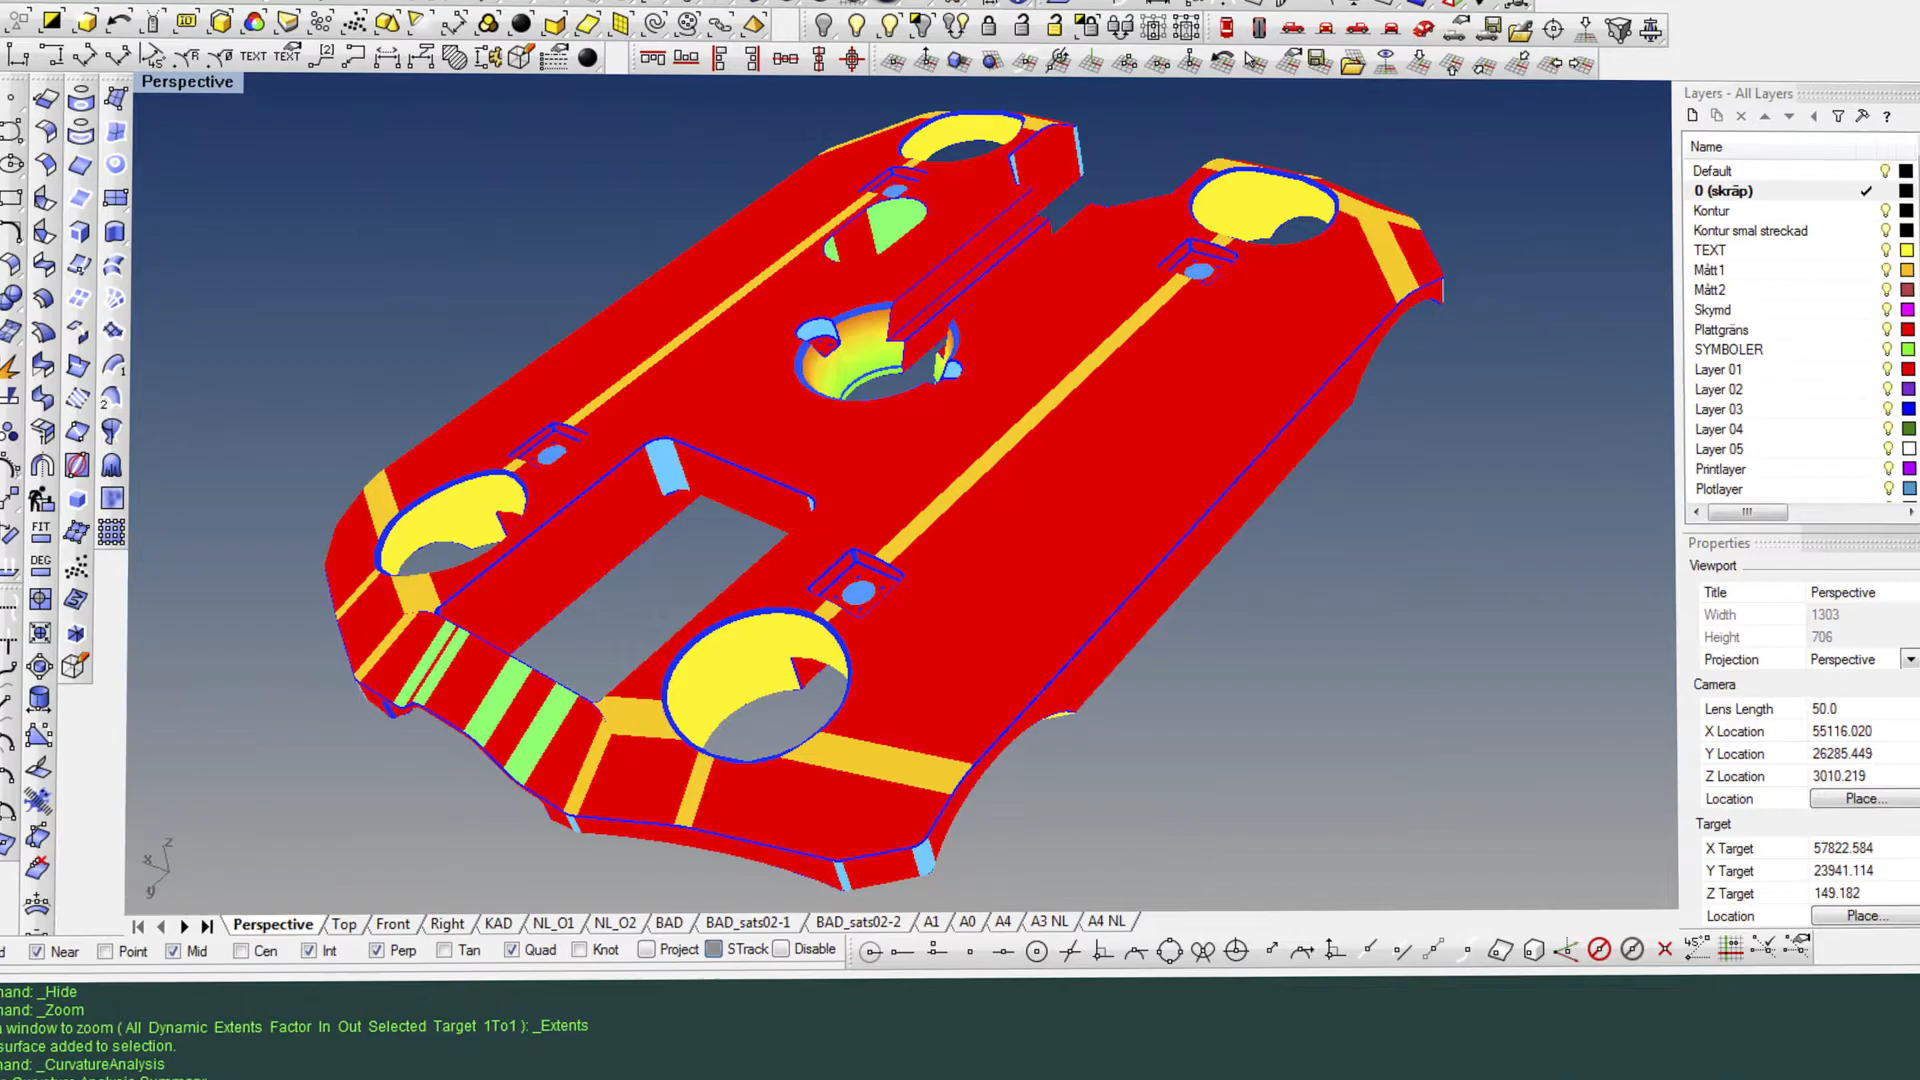 TEXT TEXT
Perspective
FIT
DEG
1
2
x
z
y
Layers - All Layers
?
Name
Default
0 (skräp)
Kontur
Kontur smal streckad
TEXT
Mått1
Mått2
Skymd
Plattgräns
SYMBOLER
Layer 01
Layer 02
Layer 03
Layer 04
Layer 05
Printlayer
Plotlayer
Properties
Viewport
Title Perspective
Width 1303
Height 706
Projection Perspective
Camera
Lens Length 50.0
X Location 55116.020
Y Location 26285.449
Z Location 3010.219
Location Place...
Target
X Target 57822.584
Y Target 23941.114
Z Target 149.182
Location Place...
Perspective Top Front Right KAD NL_O1 NL_O2 BAD BAD_sats02-1 BAD_sats02-2 A1 A0 A4 A3 NL A4 NL
d Near Point Mid Cen Int Perp Tan Quad Knot Project STrack Disable
mand: _Hide
mand: _Zoom
a window to zoom ( All Dynamic Extents Factor In Out Selected Target 1To1 ): _Extents
surface added to selection.
mand: _CurvatureAnalysis